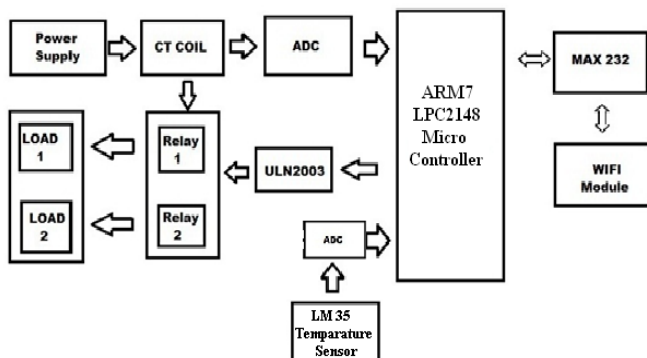 Power
Supply
CT COIL
ADC
ARM7
LPC2148
Micro
Controller
MAX 232
WIFI
Module
LOAD
1
Relay
1
ULN2003
LOAD
2
Relay
2
ADC
LM 35
Temparature
Sensor